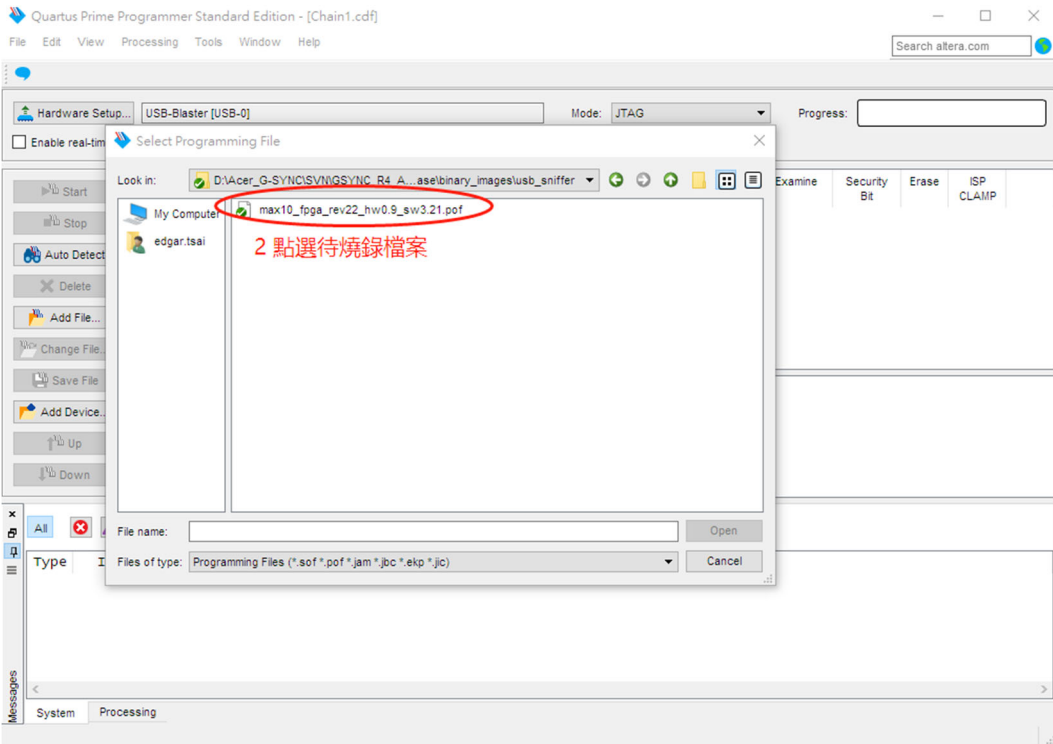 Quartus Prime Programmer Standard Edition - [Chain1.cdf]
File Edit View Processing Tools Window Help
Search altera.com
Hardware Setup... USB-Blaster [USB-0] Mode: JTAG Progress:
Enable real-tim
Select Programming File
Start
Stop
Auto Detect
Delete
Add File...
Change File..
Save File
Add Device..
Up
Down
Look in: D:\Acer_G-SYNC\SVN\GSYNC_R4_A...ase\binary_images\usb_sniffer
My Computer
edgar.tsai
max10_fpga_rev22_hw0.9_sw3.21.pof
2 點選待燒錄檔案
File name: Open
Files of type: Programming Files (*.sof *.pof *.jam *.jbc *.ekp *.jic) Cancel
Examine Security Bit Erase ISP CLAMP
All
Type I
Messages
System Processing